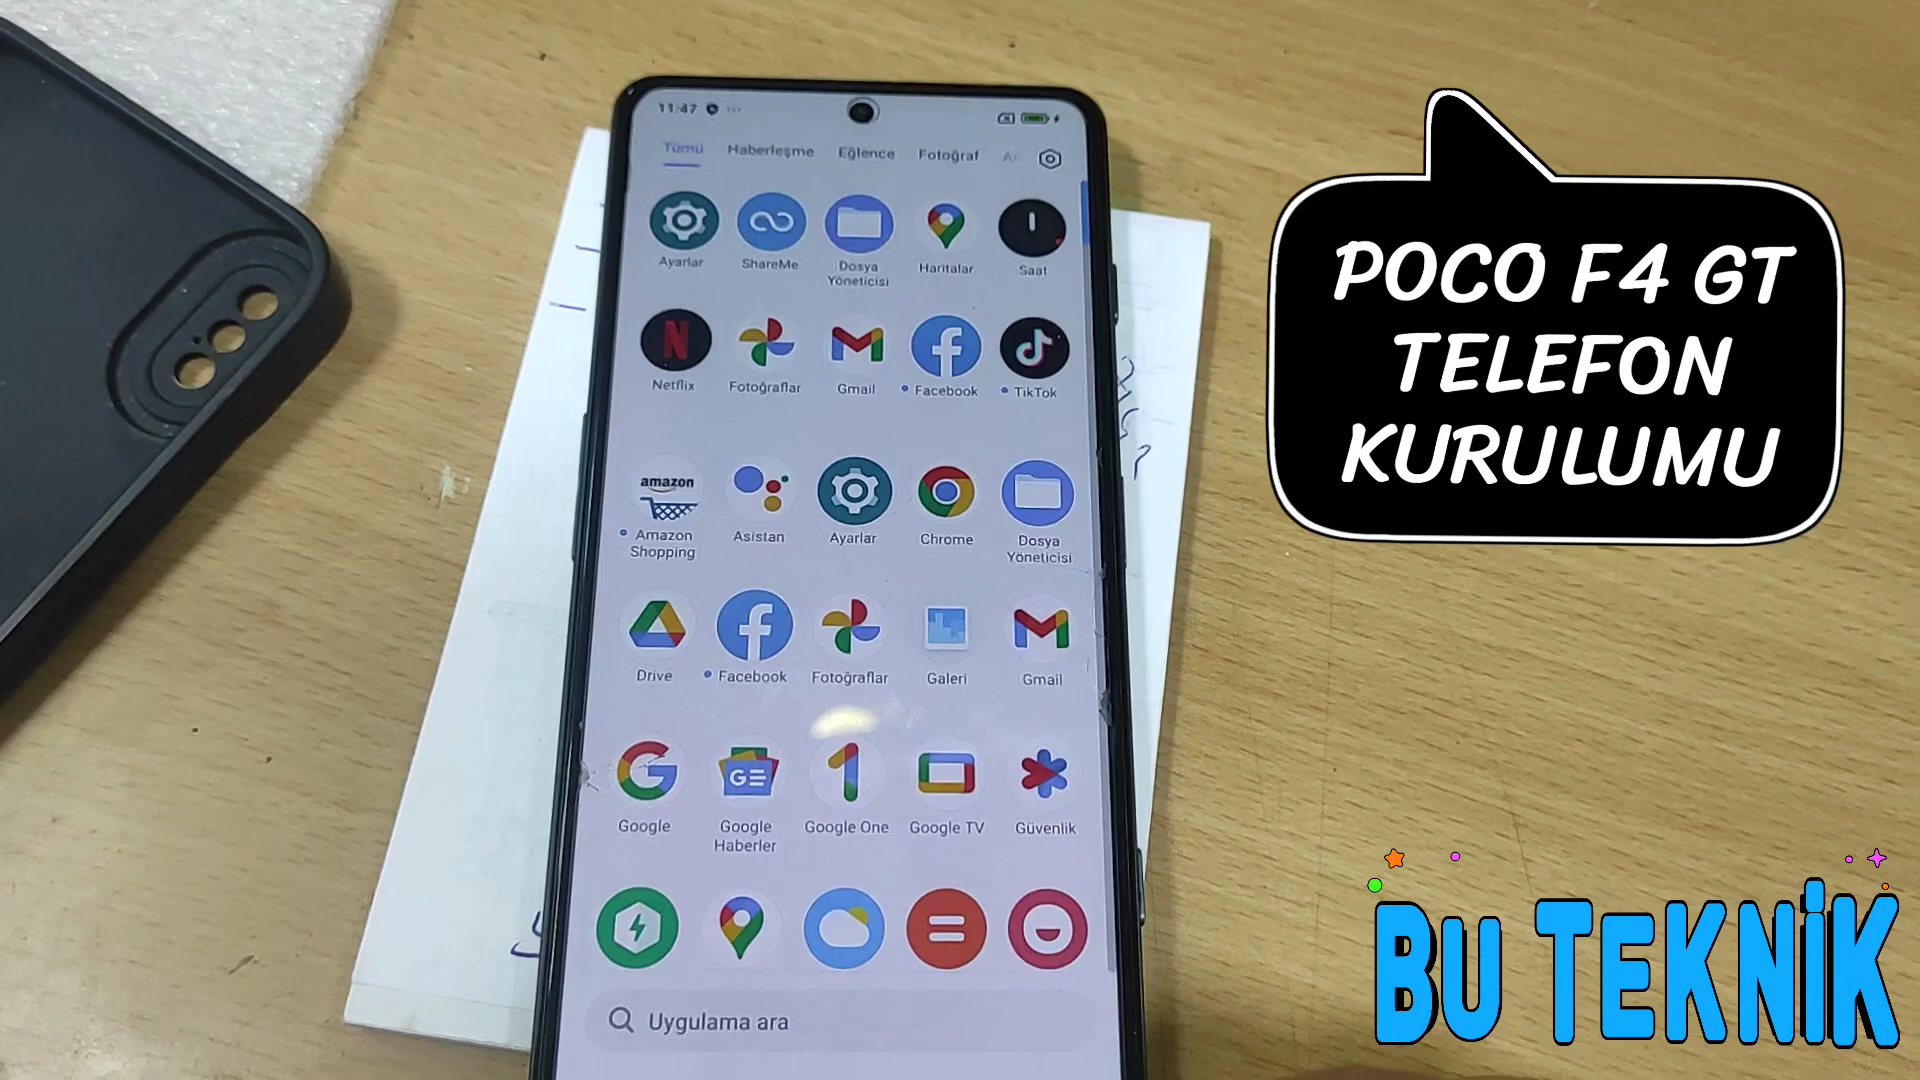 11:47
Tümü Haberleşme Eğlence Fotoğraf
Ayarlar ShareMe Dosya Yöneticisi Haritalar Saat
N
Netflix Fotoğraflar Gmail Facebook TikTok
amazon
Amazon Shopping Asistan Ayarlar Chrome Dosya Yöneticisi
Drive Facebook Fotoğraflar Galeri Gmail
GE
Google Google Haberler Google One Google TV Güvenlik
Uygulama ara
POCO F4 GT
TELEFON
KURULUMU
BU TEKNİK